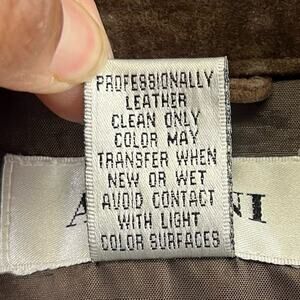 PROFESSIONALLY
LEATHER
CLEAN ONLY
COLOR MAY
TRANSFER WHEN
NEW OR WET
AVOID CONTACT
WITH LIGHT
COLOR SURFACES